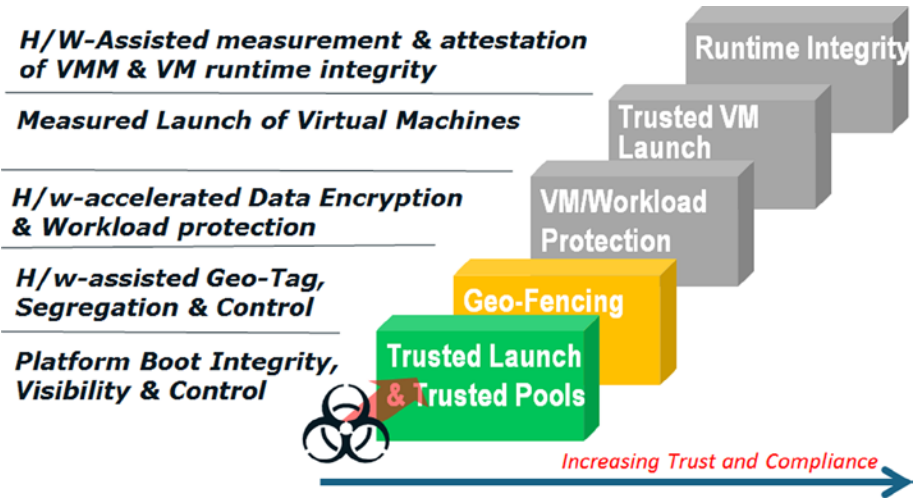 H/W-Assisted measurement & attestation
of VMM & VM runtime integrity
Runtime Integrity
Measured Launch of Virtual Machines
Trusted VM
Launch
H/w-accelerated Data Encryption
& Workload protection
VM/Workload
Protection
H/w-assisted Geo-Tag,
Segregation & Control
Geo-Fencing
Platform Boot Integrity,
Visibility & Control
Trusted Launch
& Trusted Pools
Increasing Trust and Compliance